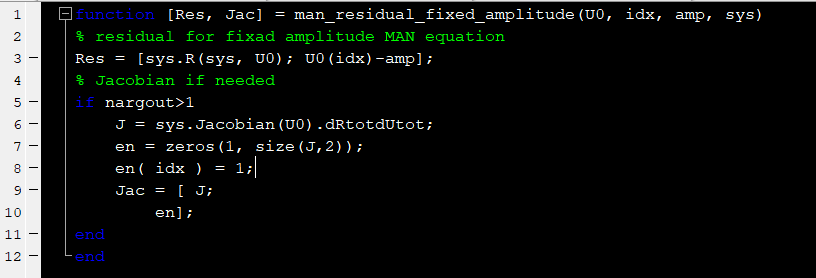 1 function [Res, Jac] = man_residual_fixed_amplitude(U0, idx, amp, sys)
2 % residual for fixad amplitude MAN equation
3 Res = [sys.R(sys, U0); U0(idx)-amp];
4 % Jacobian if needed
5 if nargout>1
6 J = sys.Jacobian(U0).dRtotdUtot;
7 en = zeros(1, size(J,2));
8 en( idx ) = 1;
9 Jac = [ J;
10 en];
11 end
12 end